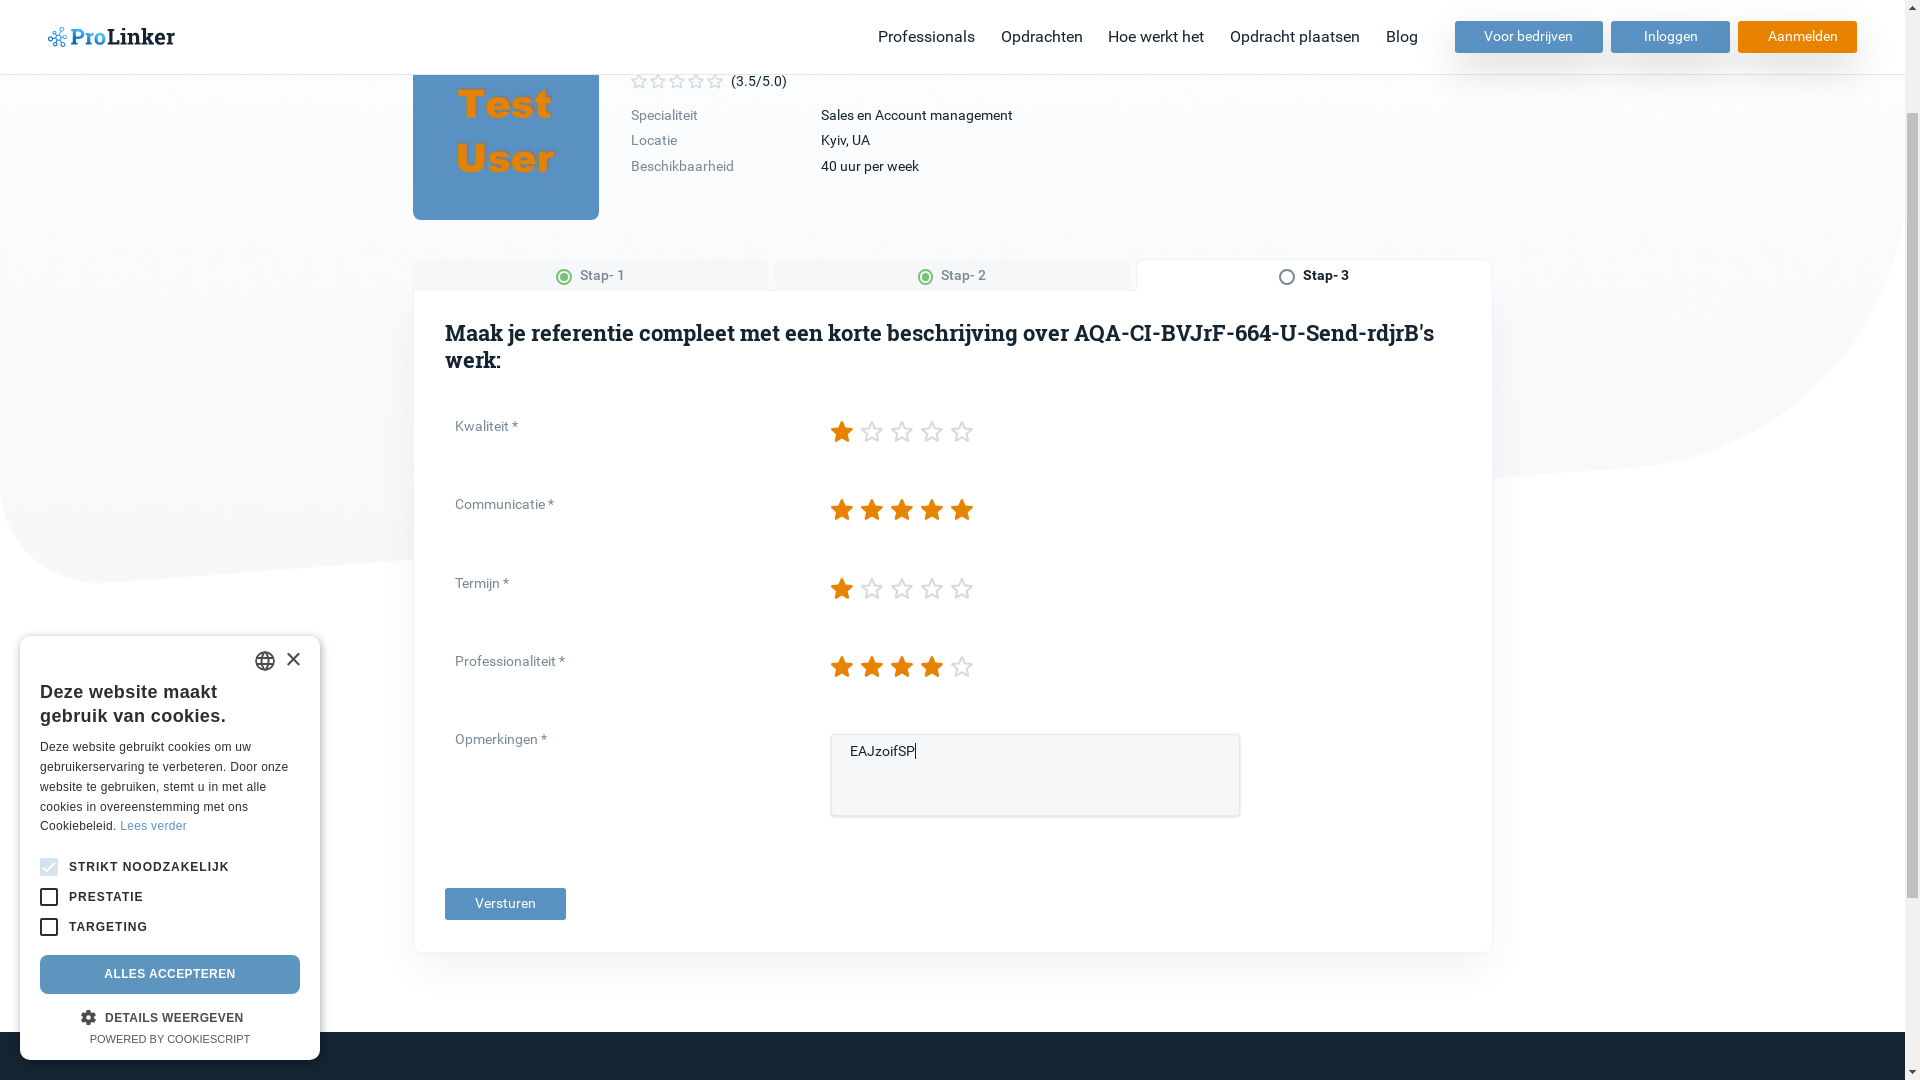 ProLinker
Professionals Opdrachten Hoe werkt het Opdracht plaatsen Blog Voor bedrijven Inloggen Aanmelden
Test
User
(3.5/5.0)
Specialiteit Sales en Account management
Locatie Kyiv, UA
Beschikbaarheid 40 uur per week
Stap- 1 Stap- 2 Stap- 3
Maak je referentie compleet met een korte beschrijving over AQA-CI-BVJrF-664-U-Send-rdjrB's
werk:
Kwaliteit *
Communicatie *
Termijn *
Professionaliteit *
Opmerkingen * EAJzoifSP
Versturen
×
Deze website maakt
gebruik van cookies.
Deze website gebruikt cookies om uw
gebruikerservaring te verbeteren. Door onze
website te gebruiken, stemt u in met alle
cookies in overeenstemming met ons
Cookiebeleid. Lees verder
STRIKT NOODZAKELIJK
PRESTATIE
TARGETING
ALLES ACCEPTEREN
DETAILS WEERGEVEN
POWERED BY COOKIESCRIPT